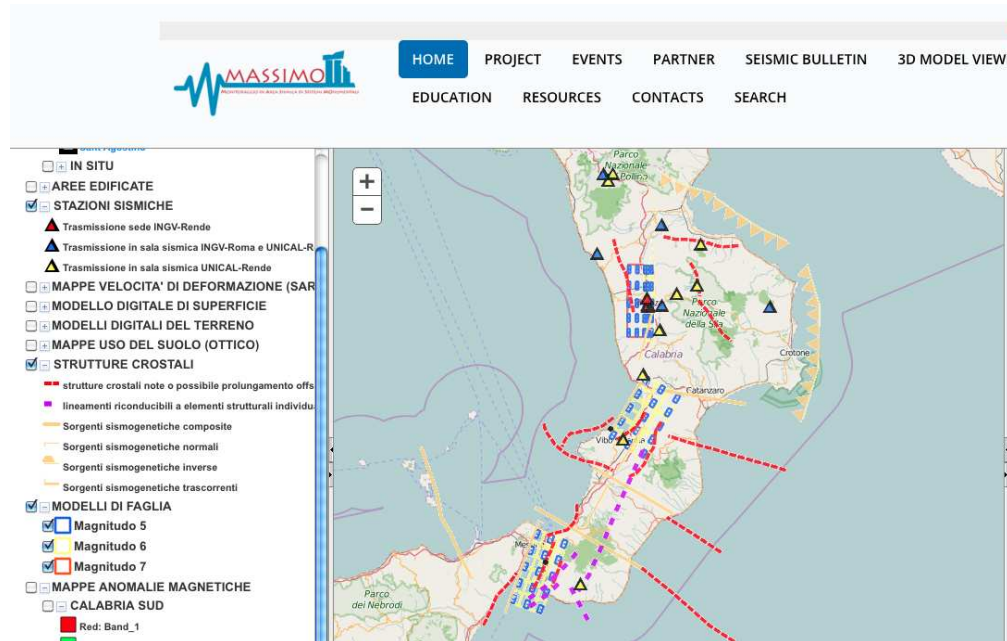 HOME PROJECT EVENTS PARTNER SEISMIC BULLETIN 3D MODEL VIEW
MASSIMO
EDUCATION RESOURCES CONTACTS SEARCH
IN SITU
AREE EDIFICATE
STAZIONI SISMICHE
Trasmissione sede INGV-Rende
Trasmissione in sala sismica INGV-Roma e UNICAL-R
Trasmissione in sala sismica UNICAL-Rende
MAPPE VELOCITA' DI DEFORMAZIONE (SAR
MODELLO DIGITALE DI SUPERFICIE
MODELLI DIGITALI DEL TERRENO
MAPPE USO DEL SUOLO (OTTICO)
STRUTTURE CROSTALI
strutture crostali note o possibile prolungamento offs
lineamenti riconducibili a elementi strutturali individu
Sorgenti sismogenetiche composite
Sorgenti sismogenetiche normali
Sorgenti sismogenetiche inverse
Sorgenti sismogenetiche trascorrenti
MODELLI DI FAGLIA
Magnitudo 5
Magnitudo 6
Magnitudo 7
MAPPE ANOMALIE MAGNETICHE
CALABRIA SUD
Red: Band_1
+
−
Parco
Nazionale
Pollino
Parco
Nazionale
della Sila
Calabria
Crotone
Catanzaro
Vibo
Parco
dei Nebrodi